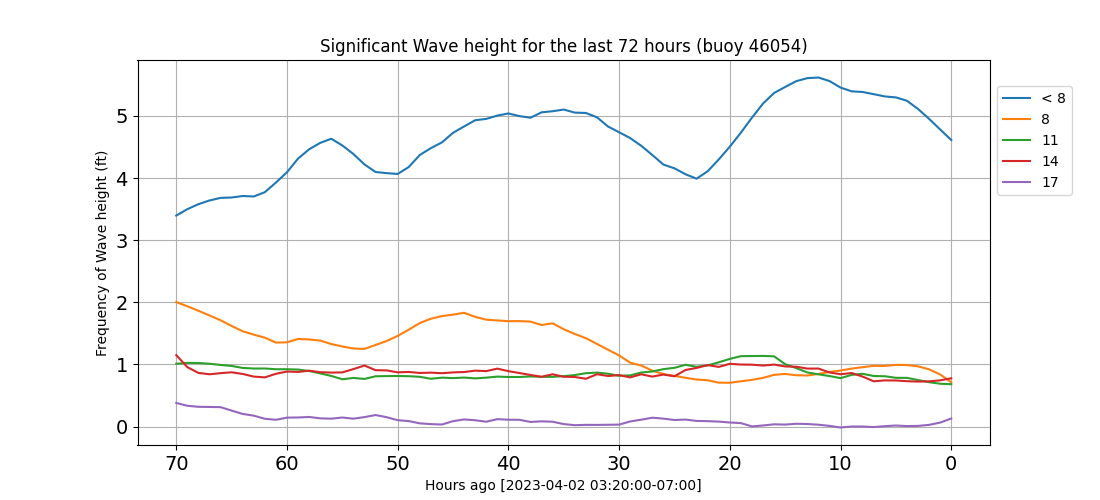 Significant Wave height for the last 72 hours (buoy 46054)
Frequency of Wave height (ft)
5
4
3
2
1
0
70 60 50 40 30 20 10 0
Hours ago [2023-04-02 03:20:00-07:00]
< 8
8
11
14
17